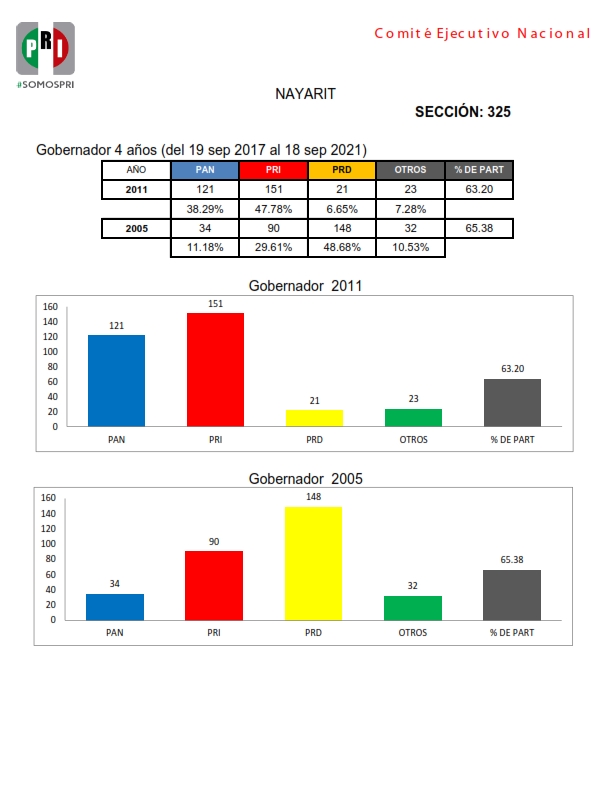 Comité Ejecutivo Nacional
PRI
#SOMOSPRI
NAYARIT
SECCIÓN: 325
Gobernador 4 años (del 19 sep 2017 al 18 sep 2021)
AÑO PAN PRI PRD OTROS % DE PART
2011 121 151 21 23 63.20
38.29% 47.78% 6.65% 7.28%
2005 34 90 148 32 65.38
11.18% 29.61% 48.68% 10.53%
Gobernador 2011
160
140
120
100
80
60
40
20
0
121
151
21
23
63.20
PAN PRI PRD OTROS % DE PART
Gobernador 2005
160
140
120
100
80
60
40
20
0
34
90
148
32
65.38
PAN PRI PRD OTROS % DE PART